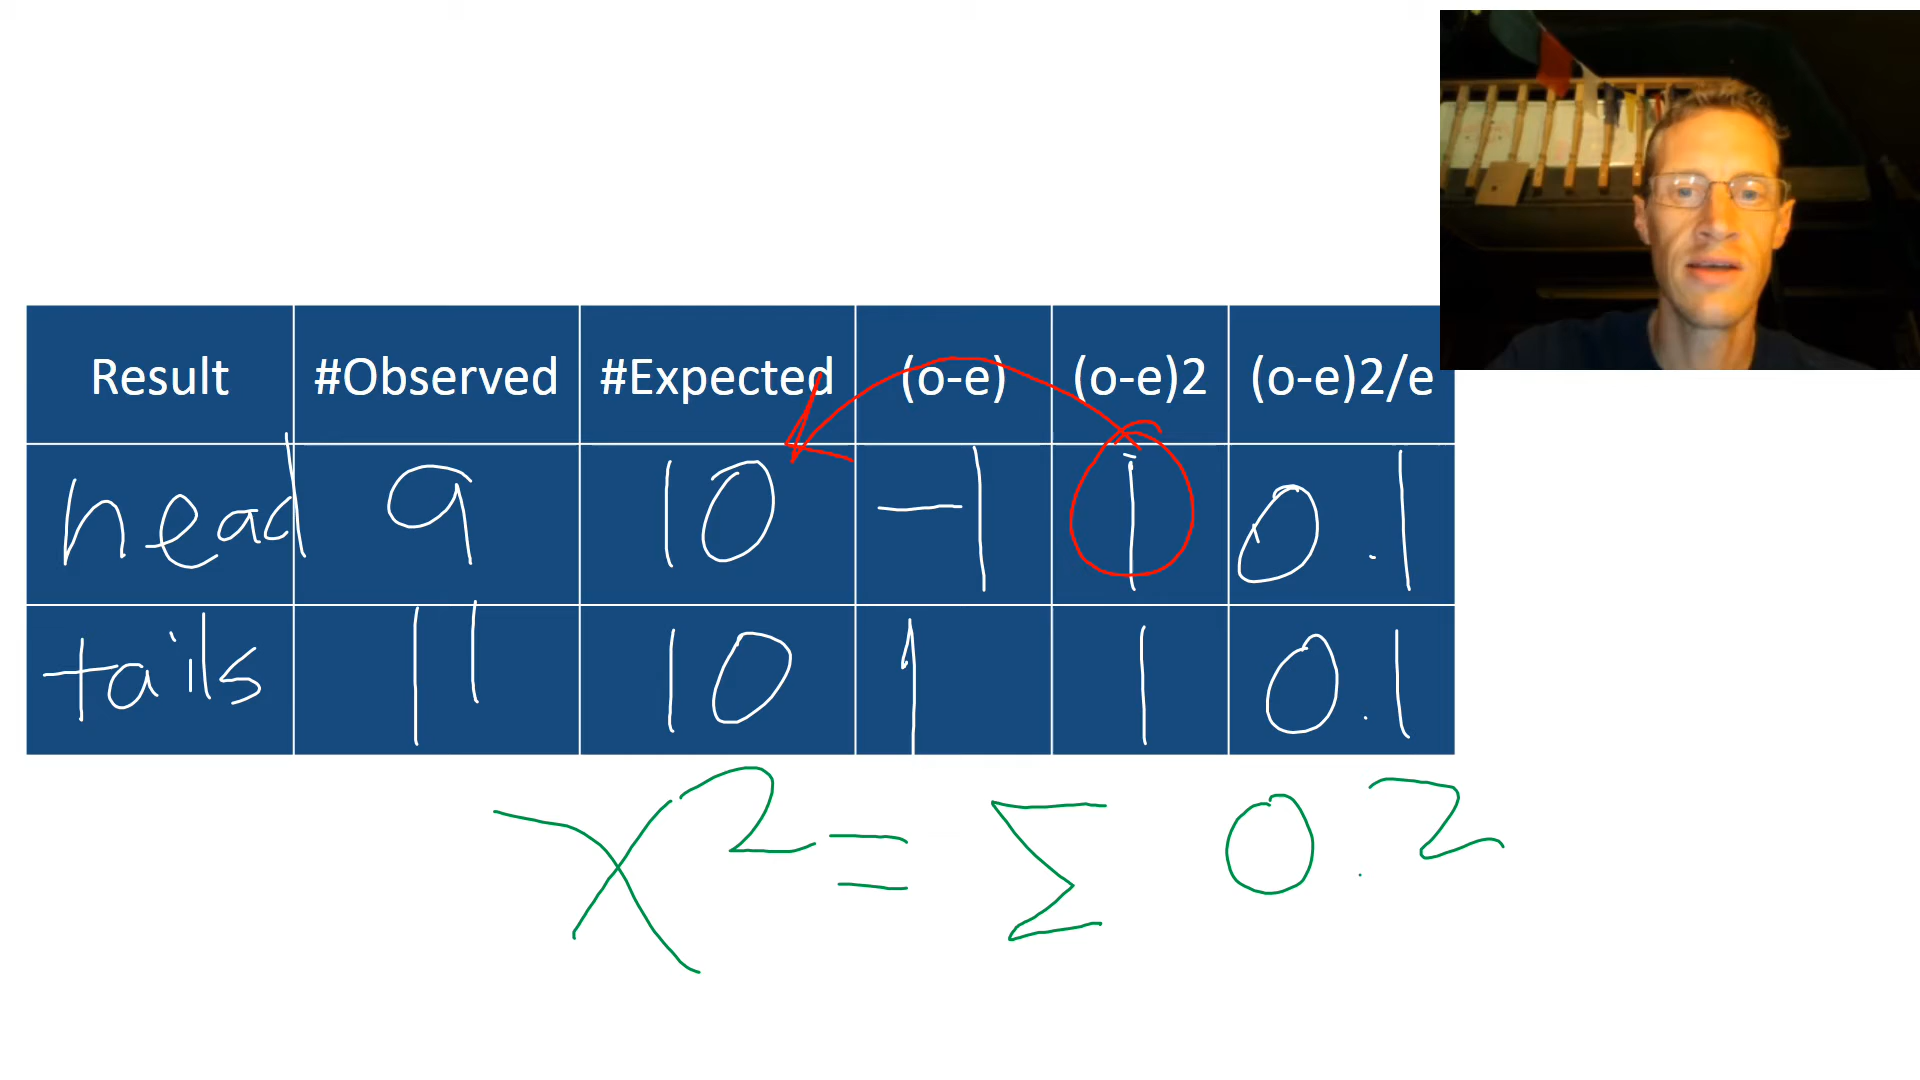 Result #Observed #Expected (o-e) (o-e)2 (o-e)2/e
head 9 10 -1 1 0.1
tails 11 10 1 1 0.1
x² = Σ 0.2